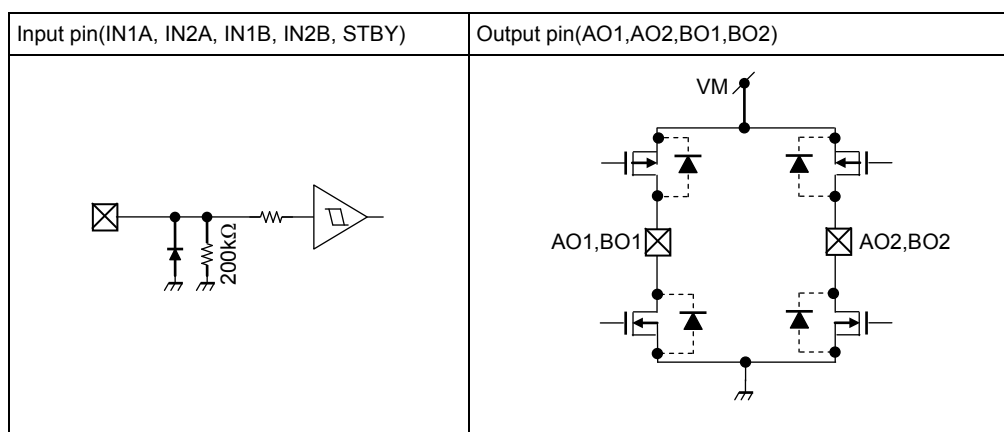 Input pin(IN1A, IN2A, IN1B, IN2B, STBY)
Output pin(AO1,AO2,BO1,BO2)
200kΩ
VM
AO1,BO1
AO2,BO2